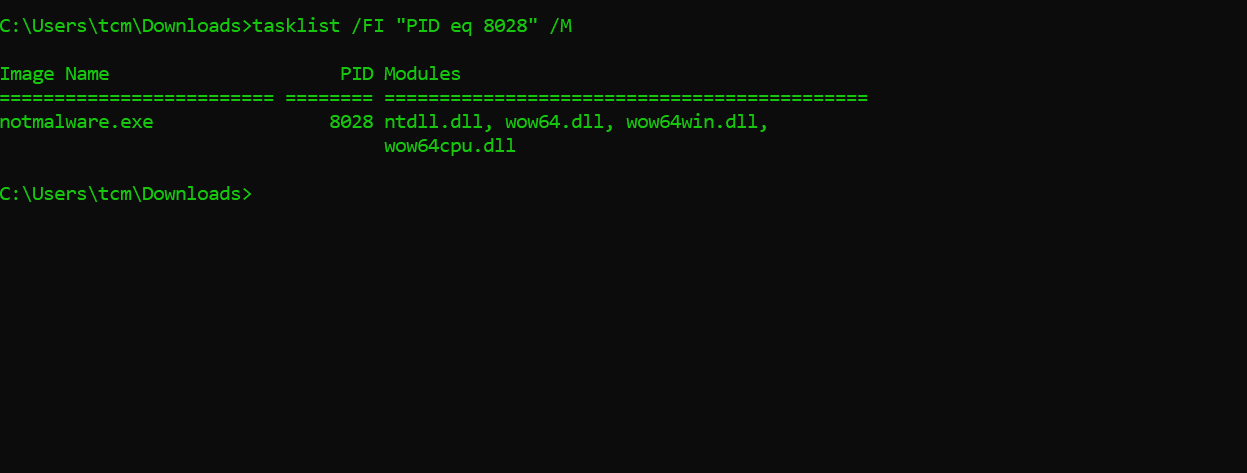 C:\Users\tcm\Downloads>tasklist /FI "PID eq 8028" /M
Image Name                     PID Modules
========================= ======== ============================================
notmalware.exe                8028 ntdll.dll, wow64.dll, wow64win.dll,
                                   wow64cpu.dll
C:\Users\tcm\Downloads>